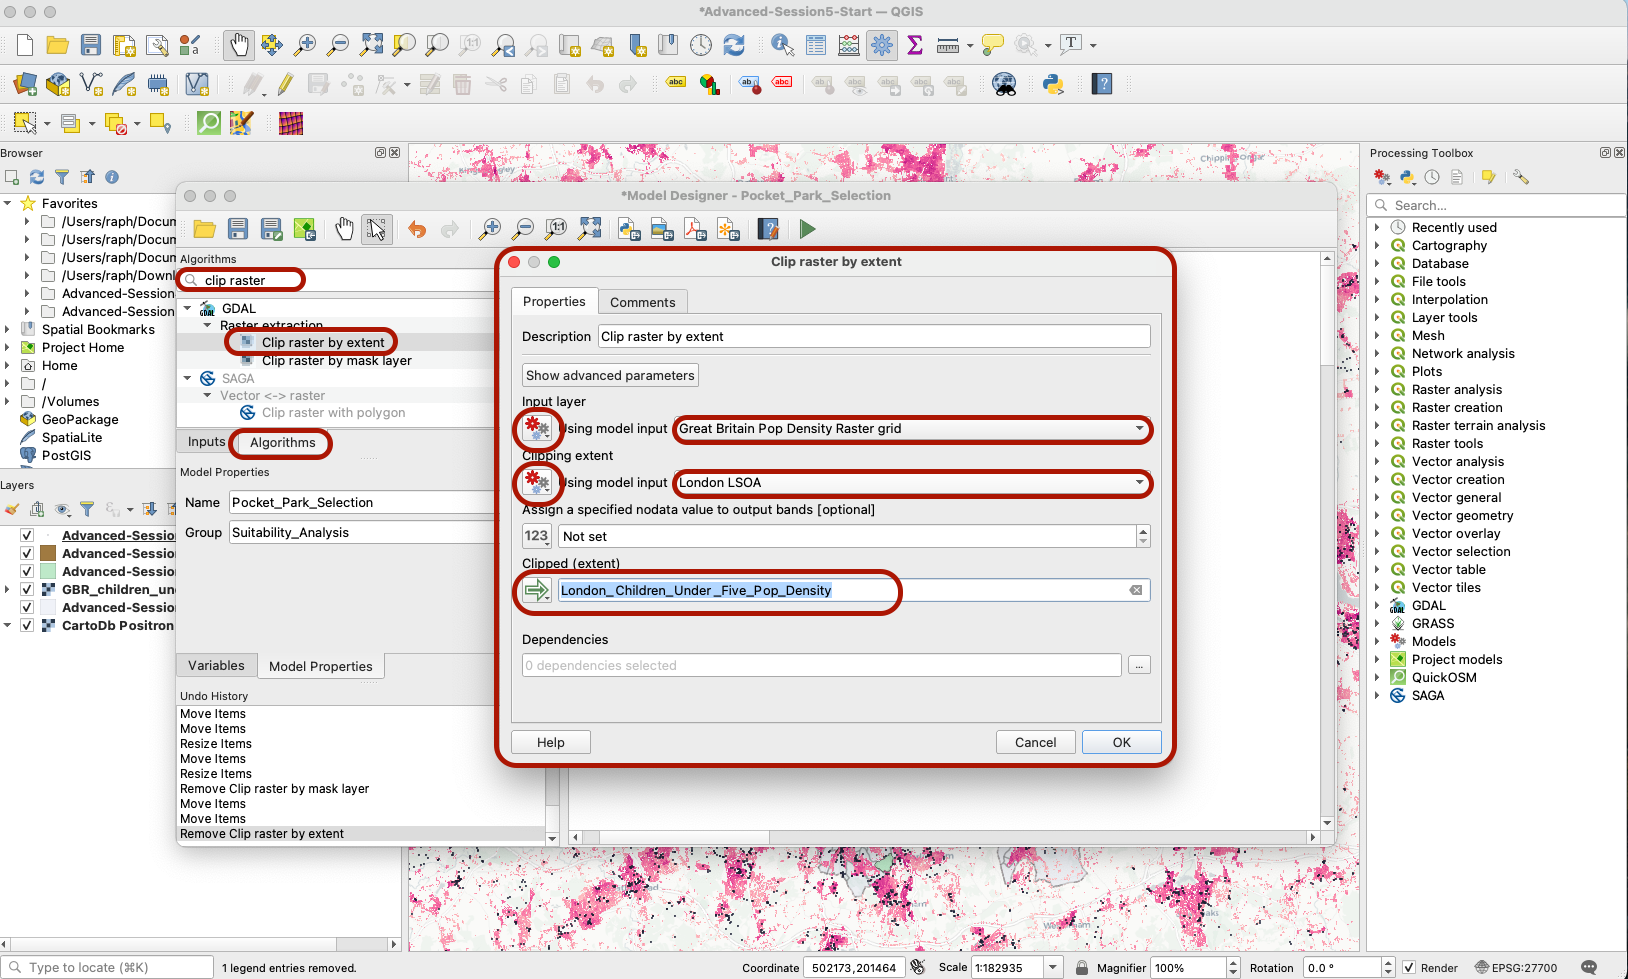 *Advanced-Session5-Start — QGIS
Browser
Favorites
/Users/raph/Docum
/Users/raph/Docum
/Users/raph/Docum
/Users/raph/Downl
Advanced-Session
Advanced-Session
Spatial Bookmarks
Project Home
Home
/
/Volumes
GeoPackage
SpatiaLite
PostGIS
Layers
Advanced-Sessio
Advanced-Sessio
Advanced-Sessio
GBR_children_un
Advanced-Sessio
CartoDb Positron
*Model Designer - Pocket_Park_Selection
Algorithms
clip raster
GDAL
Raster extraction
Clip raster by extent
Clip raster by mask layer
SAGA
Vector <-> raster
Clip raster with polygon
Inputs
Algorithms
Model Properties
Name
Pocket_Park_Selection
Group
Suitability_Analysis
Variables
Model Properties
Undo History
Move Items
Move Items
Resize Items
Move Items
Resize Items
Remove Clip raster by mask layer
Move Items
Move Items
Remove Clip raster by extent
Clip raster by extent
Properties
Comments
Description
Clip raster by extent
Show advanced parameters
Input layer
Using model input
Great Britain Pop Density Raster grid
Clipping extent
Using model input
London LSOA
Assign a specified nodata value to output bands [optional]
123
Not set
Clipped (extent)
London_Children_Under_Five_Pop_Density
Dependencies
0 dependencies selected
...
Help
Cancel
OK
Processing Toolbox
Search...
Recently used
Cartography
Database
File tools
Interpolation
Layer tools
Mesh
Network analysis
Plots
Raster analysis
Raster creation
Raster terrain analysis
Raster tools
Vector analysis
Vector creation
Vector general
Vector geometry
Vector overlay
Vector selection
Vector table
Vector tiles
GDAL
GRASS
Models
Project models
QuickOSM
SAGA
Type to locate (⌘K)
1 legend entries removed.
Coordinate
502173,201464
Scale
1:182935
Magnifier
100%
Rotation
0.0 °
Render
EPSG:27700